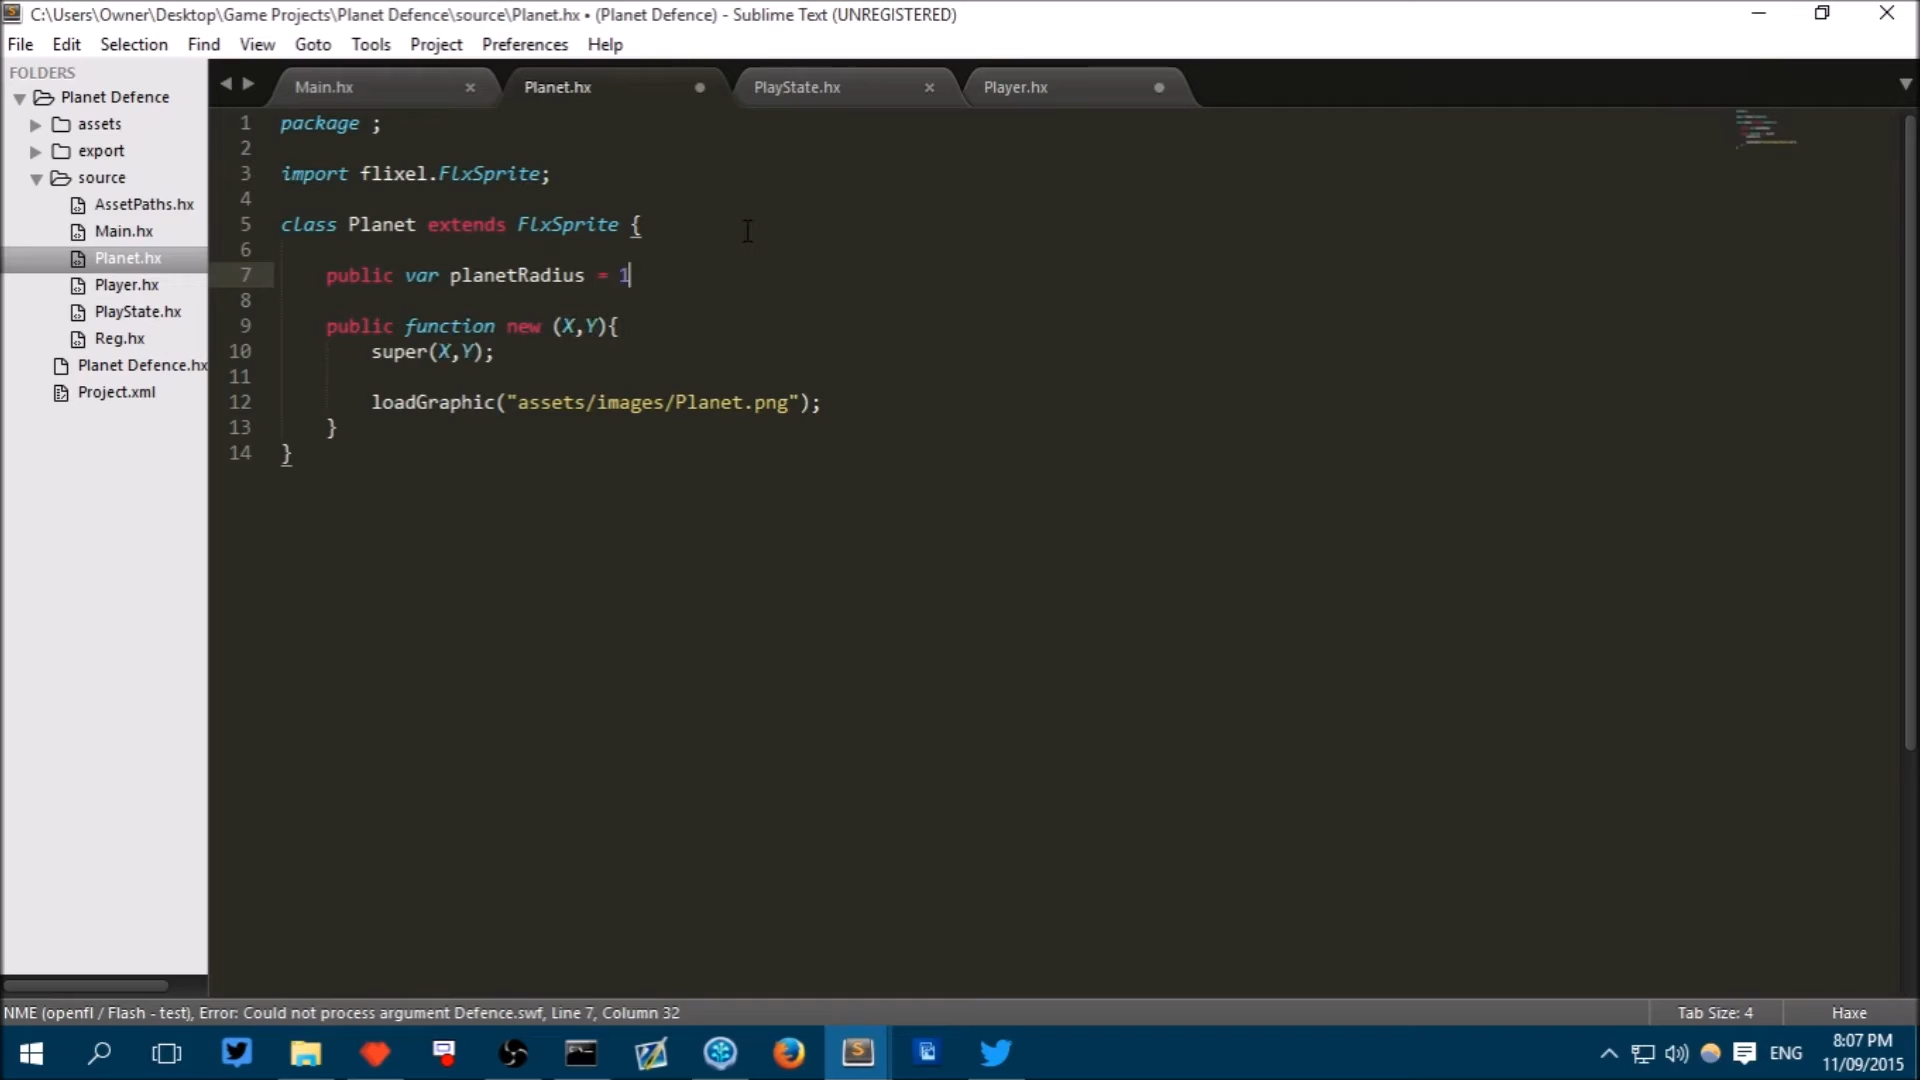 C:\Users\Owner\Desktop\Game Projects\Planet Defence\source\Planet.hx • (Planet Defence) - Sublime Text (UNREGISTERED)
File Edit Selection Find View Goto Tools Project Preferences Help
FOLDERS
Planet Defence
assets
export
source
AssetPaths.hx
Main.hx
Planet.hx
Player.hx
PlayState.hx
Reg.hx
Planet Defence.hx
Project.xml
Main.hx Planet.hx PlayState.hx Player.hx
1 package ;
2
3 import flixel.FlxSprite;
4
5 class Planet extends FlxSprite {
6
7 public var planetRadius = 1
8
9 public function new (X,Y){
10 super(X,Y);
11
12 loadGraphic("assets/images/Planet.png");
13 }
14 }
NME (openfl / Flash - test), Error: Could not process argument Defence.swf, Line 7, Column 32 Tab Size: 4 Haxe
ENG 8:07 PM
11/09/2015